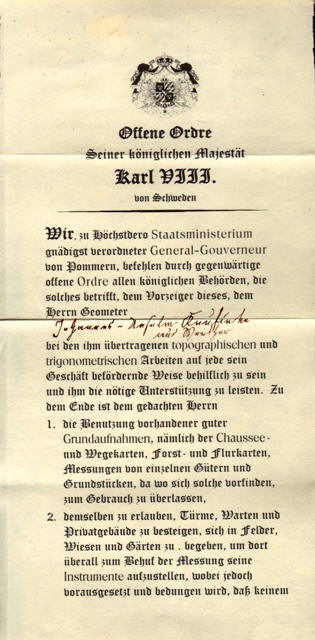 Offene Ordre
Seiner königlichen Majestät
Karl VIII.
von Schweden
Wir, zu Höchstdero Staatsministerium
gnädigst verordneter General-Gouverneur
von Pommern, befehlen durch gegenwärtige
offene Ordre allen königlichen Behörden, die
solches betrifft, dem Vorzeiger dieses, dem
Herrn Geometer
Johannes - Anselm
aus
bei den ihm übertragenen topographischen und
trigonometrischen Arbeiten auf jede sein
Geschäft befördernde Weise behilflich zu sein
und ihm die nötige Unterstützung zu leisten. Zu
dem Ende ist dem gedachten Herrn
1. die Benutzung vorhandener guter
Grundaufnahmen, nämlich der Chaussee-
und Wegekarten, Forst- und Flurkarten,
Messungen von einzelnen Gütern und
Grundstücken, da wo sich solche vorfinden,
zum Gebrauch zu überlassen,
2. demselben zu erlauben, Türme, Warten und
Privatgebäude zu besteigen, sich in Felder,
Wiesen und Gärten zu . begeben, um dort
überall zum Behuf der Messung seine
Instrumente aufzustellen, wobei jedoch
vorausgesetzt und bedungen wird, daß keinem